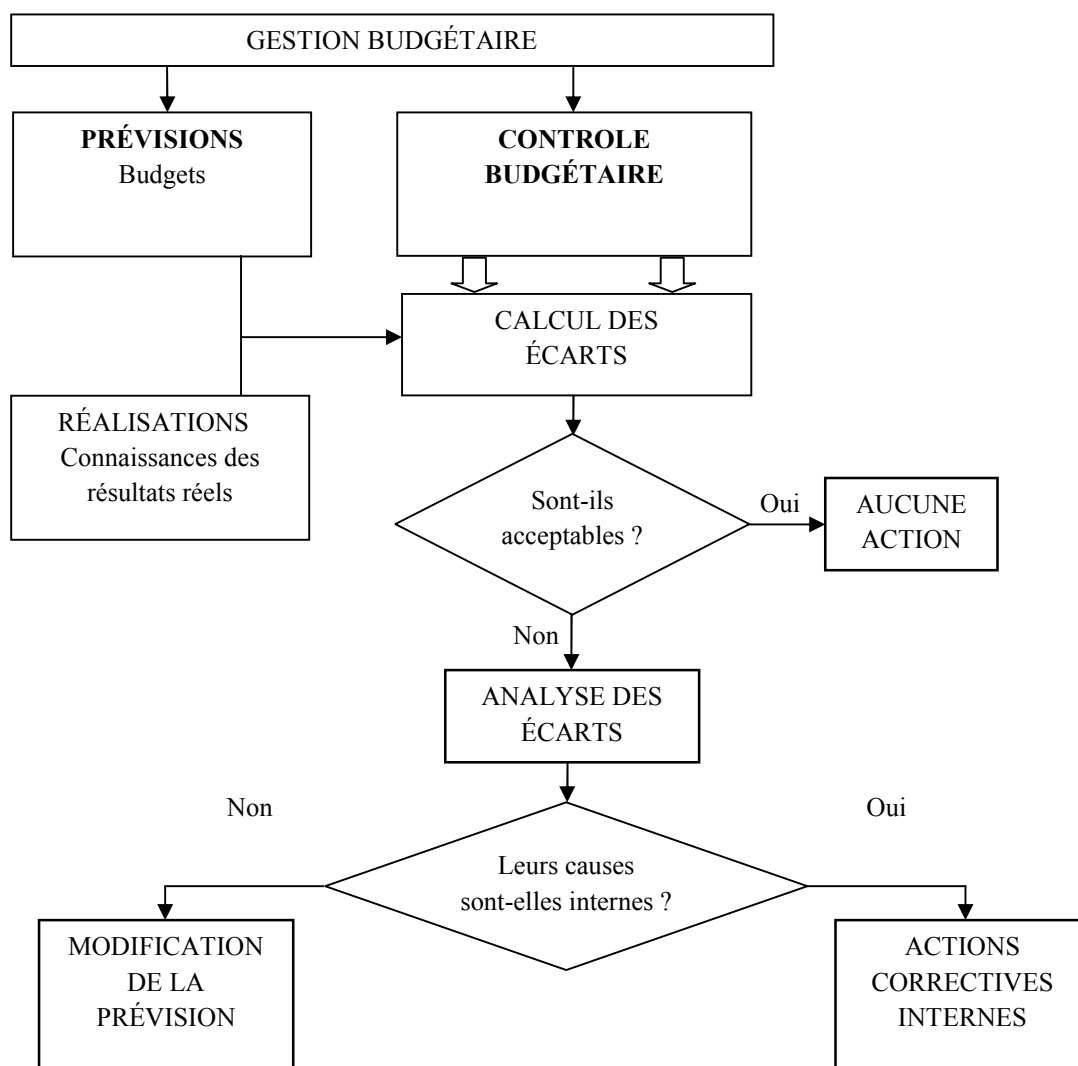 GESTION BUDGÉTAIRE
PRÉVISIONS
Budgets
CONTROLE
BUDGÉTAIRE
CALCUL DES
ÉCARTS
RÉALISATIONS
Connaissances des
résultats réels
Sont-ils
acceptables ?
Oui
AUCUNE
ACTION
Non
ANALYSE DES
ÉCARTS
Non
Oui
Leurs causes
sont-elles internes ?
MODIFICATION
DE LA
PRÉVISION
ACTIONS
CORRECTIVES
INTERNES